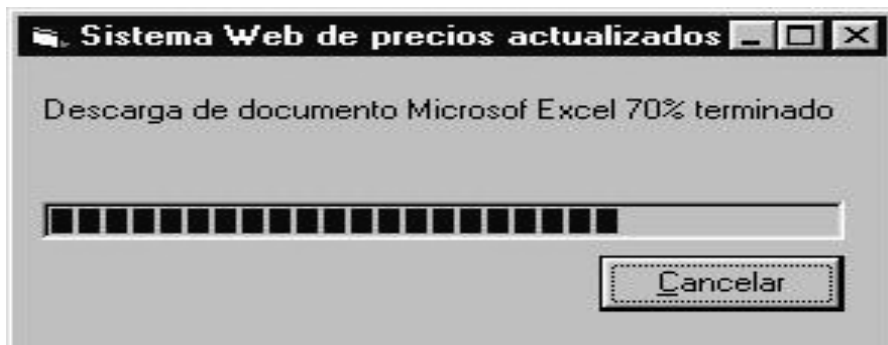 Sistema Web de precios actualizados
Descarga de documento Microsof Excel 70% terminado
Cancelar